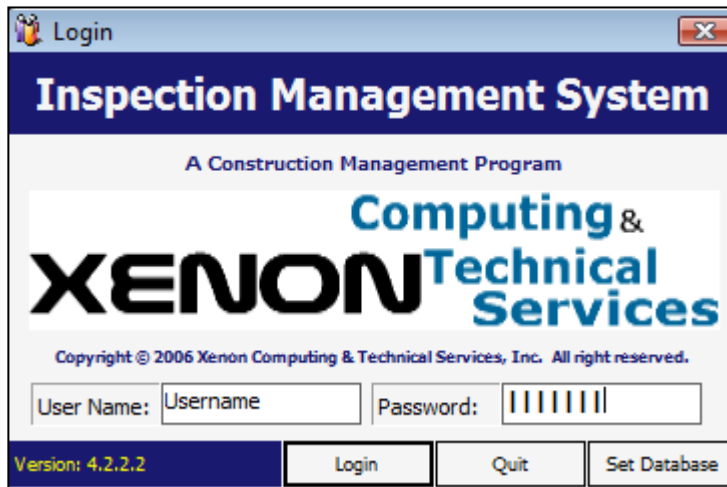 Login
Inspection Management System
A Construction Management Program
XENON Computing & Technical Services
Copyright © 2006 Xenon Computing & Technical Services, Inc. All right reserved.
User Name: Username Password: |||||||
Version: 4.2.2.2 Login Quit Set Database